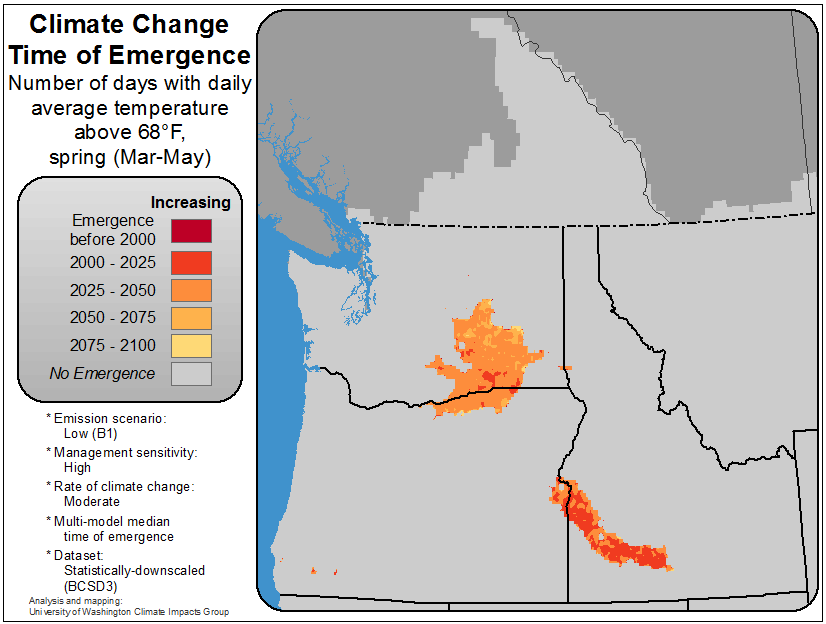 Climate Change
Time of Emergence
Number of days with daily
average temperature
above 68°F,
spring (Mar-May)
Increasing
Emergence
before 2000
2000 - 2025
2025 - 2050
2050 - 2075
2075 - 2100
No Emergence
* Emission scenario:
Low (B1)
* Management sensitivity:
High
* Rate of climate change:
Moderate
* Multi-model median
time of emergence
* Dataset:
Statistically-downscaled
(BCSD3)
Analysis and mapping:
University of Washington Climate Impacts Group